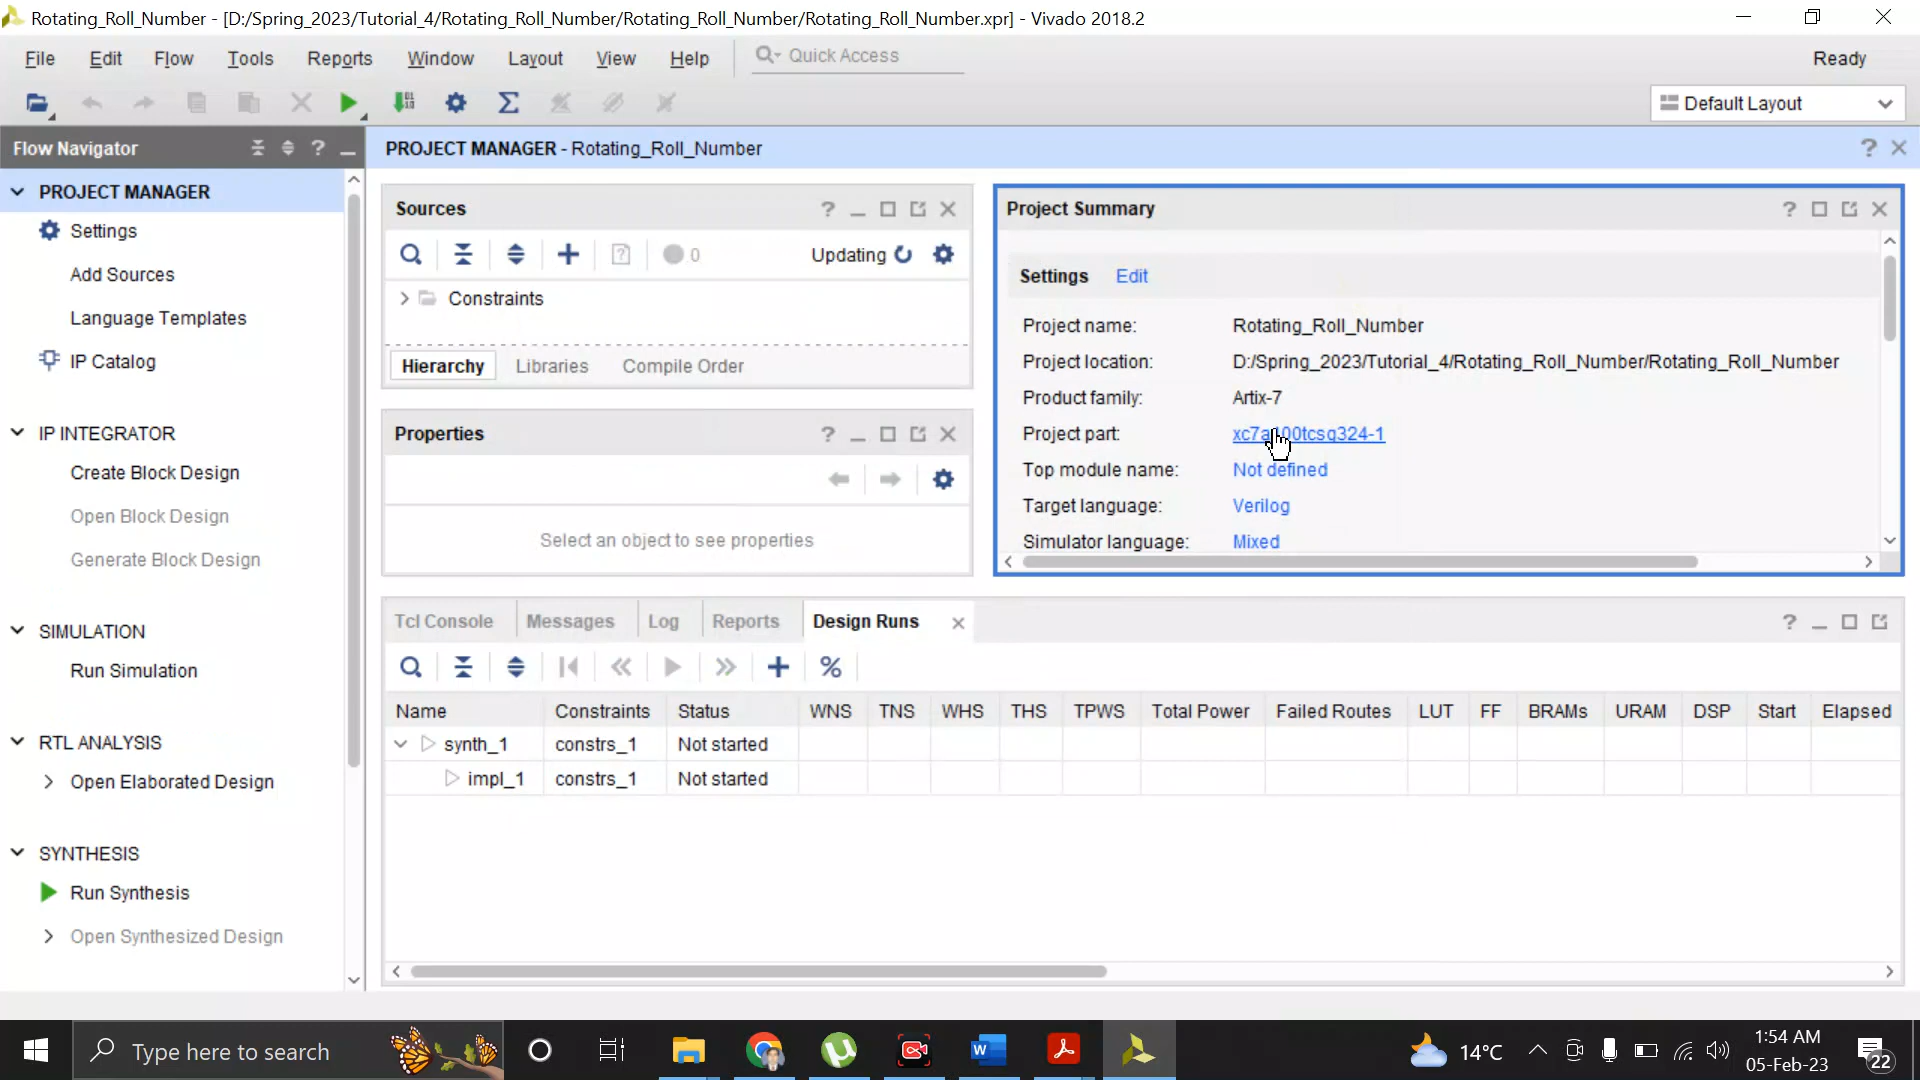 Rotating_Roll_Number - [D:/Spring_2023/Tutorial_4/Rotating_Roll_Number/Rotating_Roll_Number/Rotating_Roll_Number.xpr] - Vivado 2018.2
File Edit Flow Tools Reports Window Layout View Help Quick Access Ready
Default Layout
Flow Navigator
PROJECT MANAGER
Settings
Add Sources
Language Templates
IP Catalog
IP INTEGRATOR
Create Block Design
Open Block Design
Generate Block Design
SIMULATION
Run Simulation
RTL ANALYSIS
Open Elaborated Design
SYNTHESIS
Run Synthesis
Open Synthesized Design
PROJECT MANAGER - Rotating_Roll_Number
Sources
0 Updating
Constraints
Hierarchy Libraries Compile Order
Properties
Select an object to see properties
Project Summary
Settings Edit
Project name: Rotating_Roll_Number
Project location: D:/Spring_2023/Tutorial_4/Rotating_Roll_Number/Rotating_Roll_Number
Product family: Artix-7
Project part: xc7a100tcsg324-1
Top module name: Not defined
Target language: Verilog
Simulator language: Mixed
Tcl Console Messages Log Reports Design Runs
Name Constraints Status WNS TNS WHS THS TPWS Total Power Failed Routes LUT FF BRAMs URAM DSP Start Elapsed
synth_1 constrs_1 Not started
impl_1 constrs_1 Not started
Type here to search
14°C
1:54 AM
05-Feb-23
22